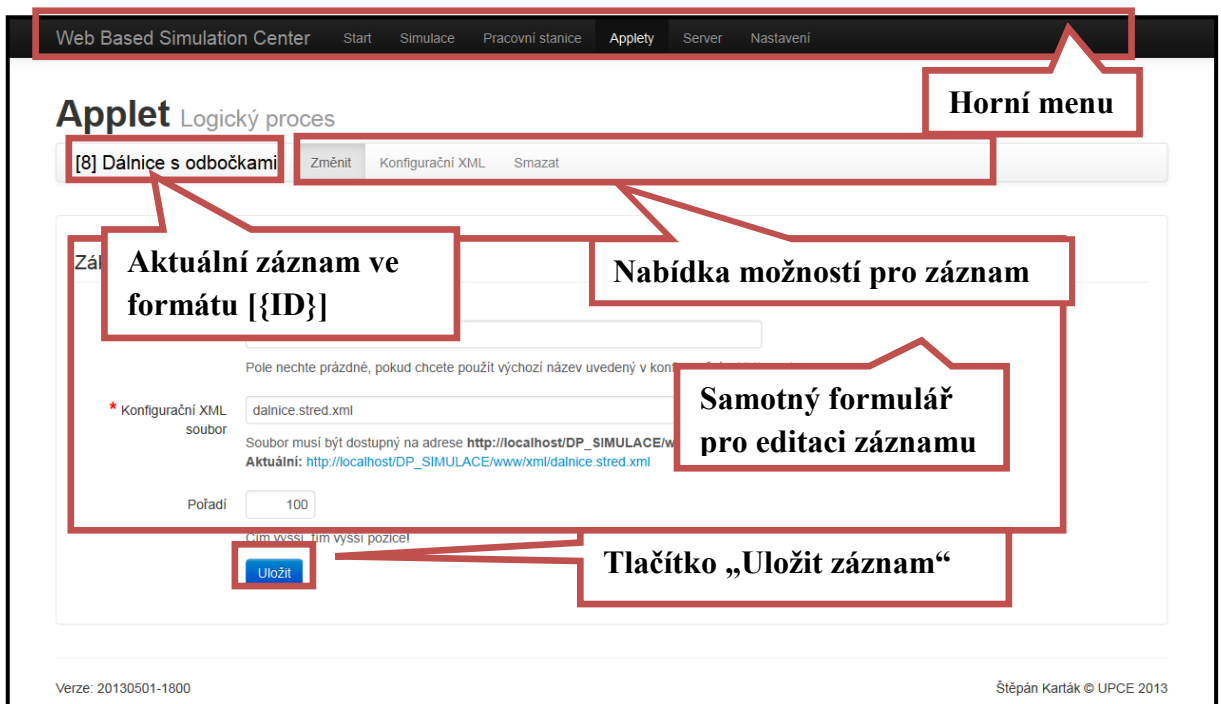 Web Based Simulation Center Start Simulace Pracovní stanice Applety Server Nastavení
Horní menu
Applet Logický proces
[8] Dálnice s odbočkami Změnit Konfigurační XML Smazat
Aktuální záznam ve
formátu [{ID}]
Nabídka možností pro záznam
Pole nechte prázdné, pokud chcete použít výchozí název uvedený v
Samotný formulář
pro editaci záznamu
* Konfigurační XML
soubor
dalnice.stred.xml
Soubor musí být dostupný na adrese http://localhost/DP_SIMULACE/w
Aktuální: http://localhost/DP_SIMULACE/www/xml/dalnice.stred.xml
Pořadí 100
Čím vyšší, tím vyšší pozice!
Uložit
Tlačítko „Uložit záznam“
Verze: 20130501-1800
Štěpán Karták © UPCE 2013